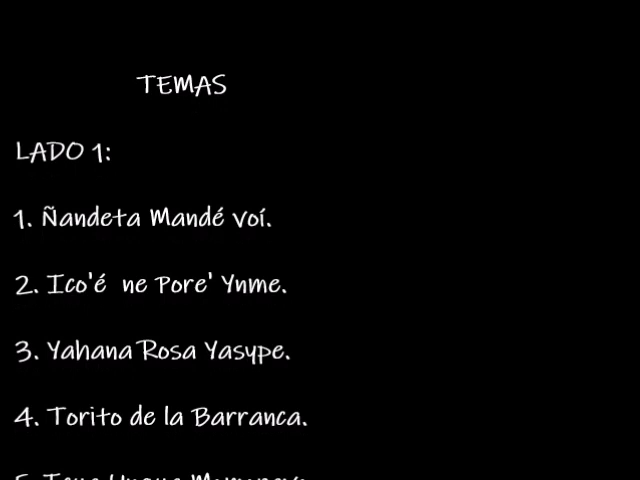 TEMAS
LADO 1:
1. Ñandeta Mandé Voí.
2. Ico'é ne Pore' Ynme.
3. Yahana Rosa Yasype.
4. Torito de la Barranca.